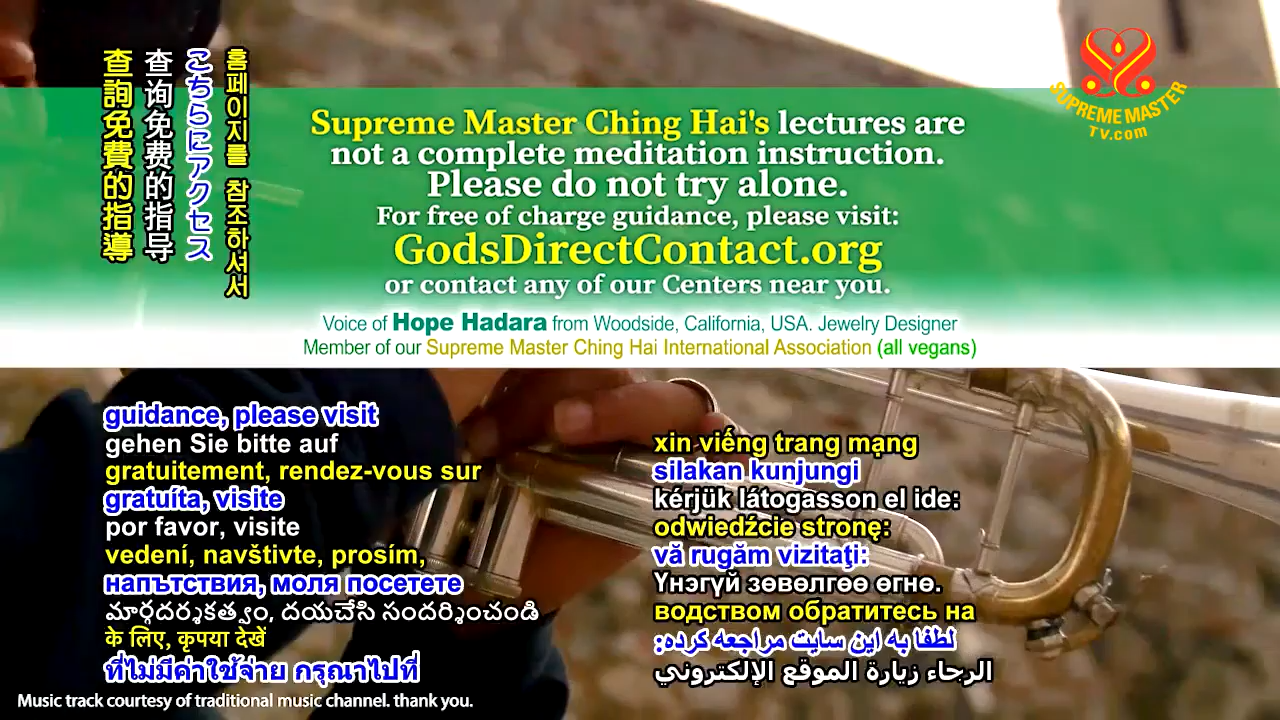 查詢免費的指導
查询免费的指导
こちらにアクセス
홈페이지를 참조하셔서
SUPREME MASTER
TV.com
Supreme Master Ching Hai's lectures are
not a complete meditation instruction.
Please do not try alone.
For free of charge guidance, please visit:
GodsDirectContact.org
or contact any of our Centers near you.
Voice of Hope Hadara from Woodside, California, USA. Jewelry Designer
Member of our Supreme Master Ching Hai International Association (all vegans)
guidance, please visit
gehen Sie bitte auf
gratuitement, rendez-vous sur
gratuíta, visite
por favor, visite
vedení, navštivte, prosím,
напътствия, моля посетете
మార్గదర్శకత్వం, దయచేసి సందర్శించండి
के लिए, कृपया देखें
ที่ไม่มีค่าใช้จ่าย กรุณาไปที่
xin viếng trang mạng
silakan kunjungi
kérjük látogasson el ide:
odwiedźcie stronę:
vă rugăm vizitaţi:
Үнэгүй зөвөлгөө өгнө.
водством обратитесь на
لطفا به این سایت مراجعه کرده:
الرجاء زيارة الموقع الإلكتروني
Music track courtesy of traditional music channel. thank you.